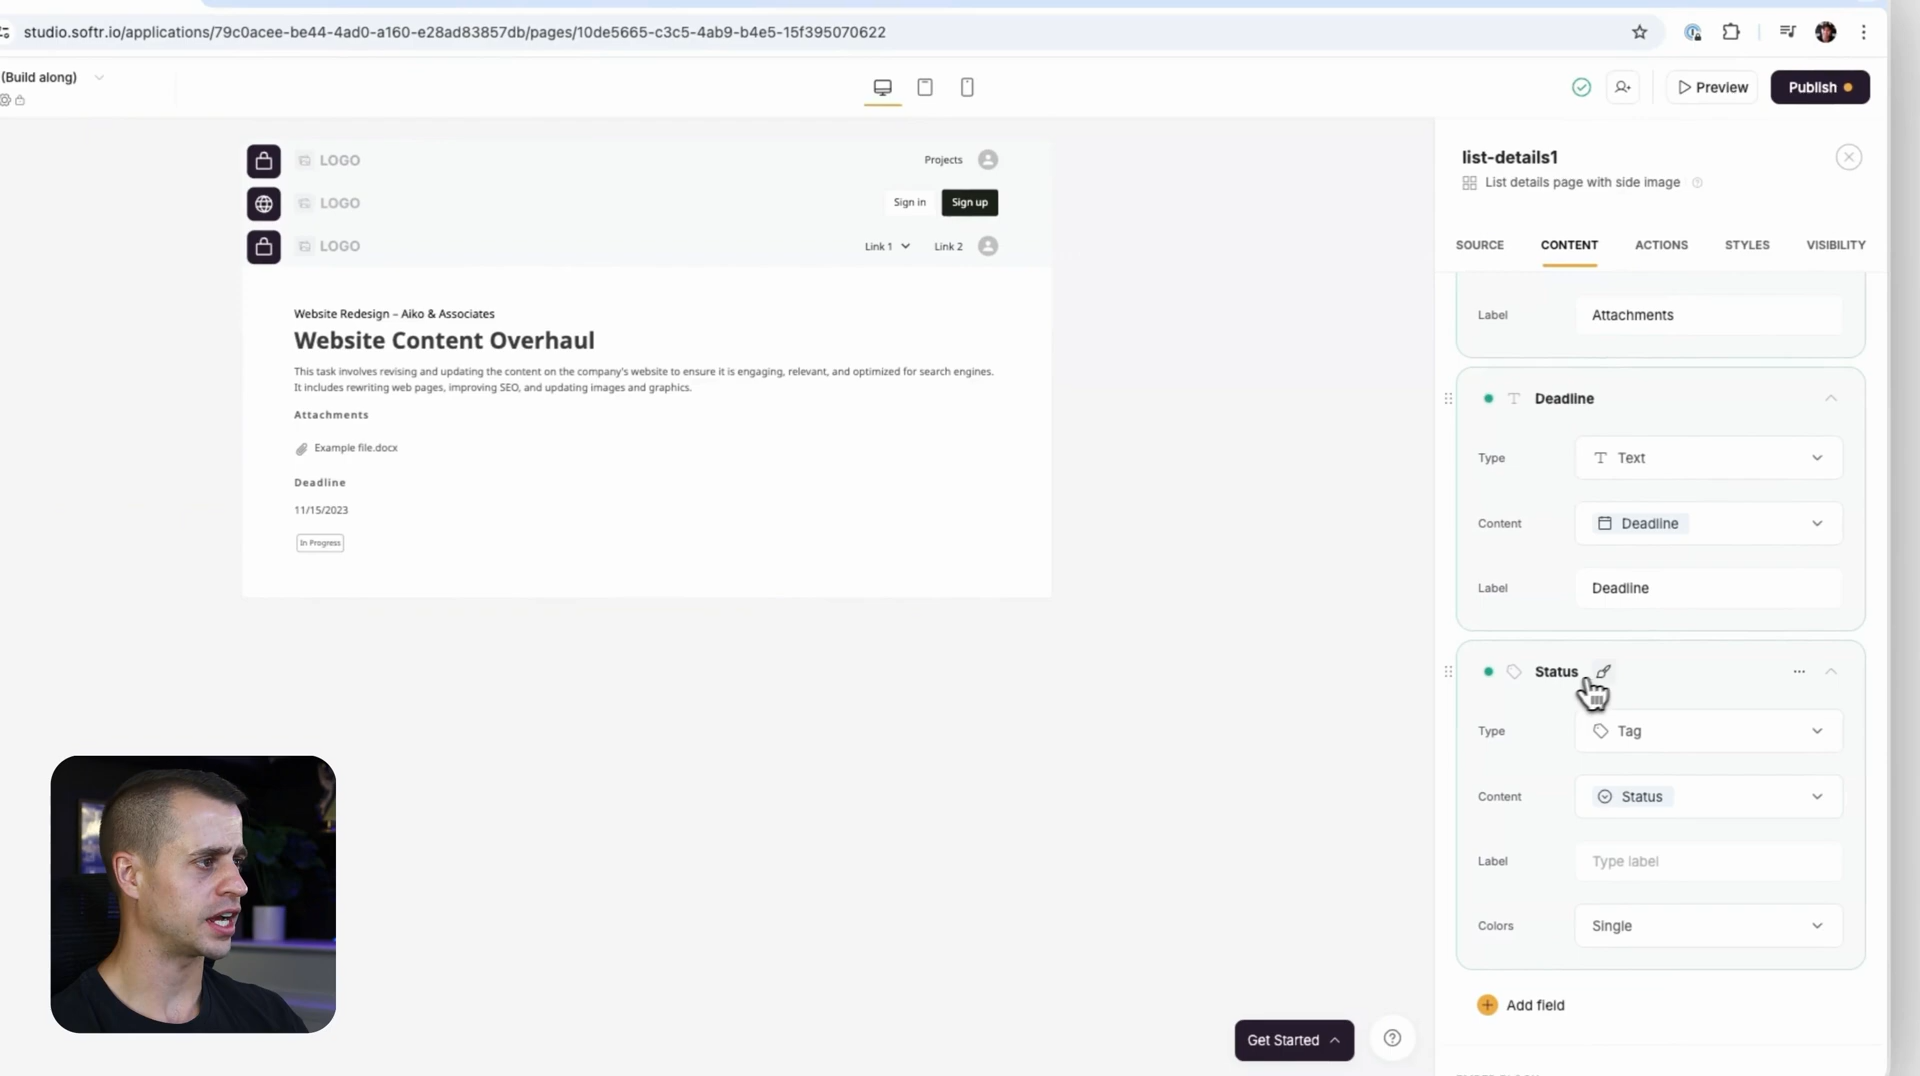 studio.softr.io/applications/79c0acee-be44-4ad0-a160-e28ad83857db/pages/10de5665-c3c5-4ab9-b4e5-15f395070622
(Build along)
Preview
Publish
LOGO
Projects
LOGO
Sign in
Sign up
LOGO
Link 1
Link 2
Website Redesign – Aiko & Associates
Website Content Overhaul
This task involves revising and updating the content on the company's website to ensure it is engaging, relevant, and optimized for search engines.
It includes rewriting web pages, improving SEO, and updating images and graphics.
Attachments
Example file.docx
Deadline
11/15/2023
In Progress
list-details1
List details page with side image
SOURCE
CONTENT
ACTIONS
STYLES
VISIBILITY
Label
Attachments
Deadline
Type
Text
Content
Deadline
Label
Deadline
Status
Type
Tag
Content
Status
Label
Type label
Colors
Single
Add field
Get Started